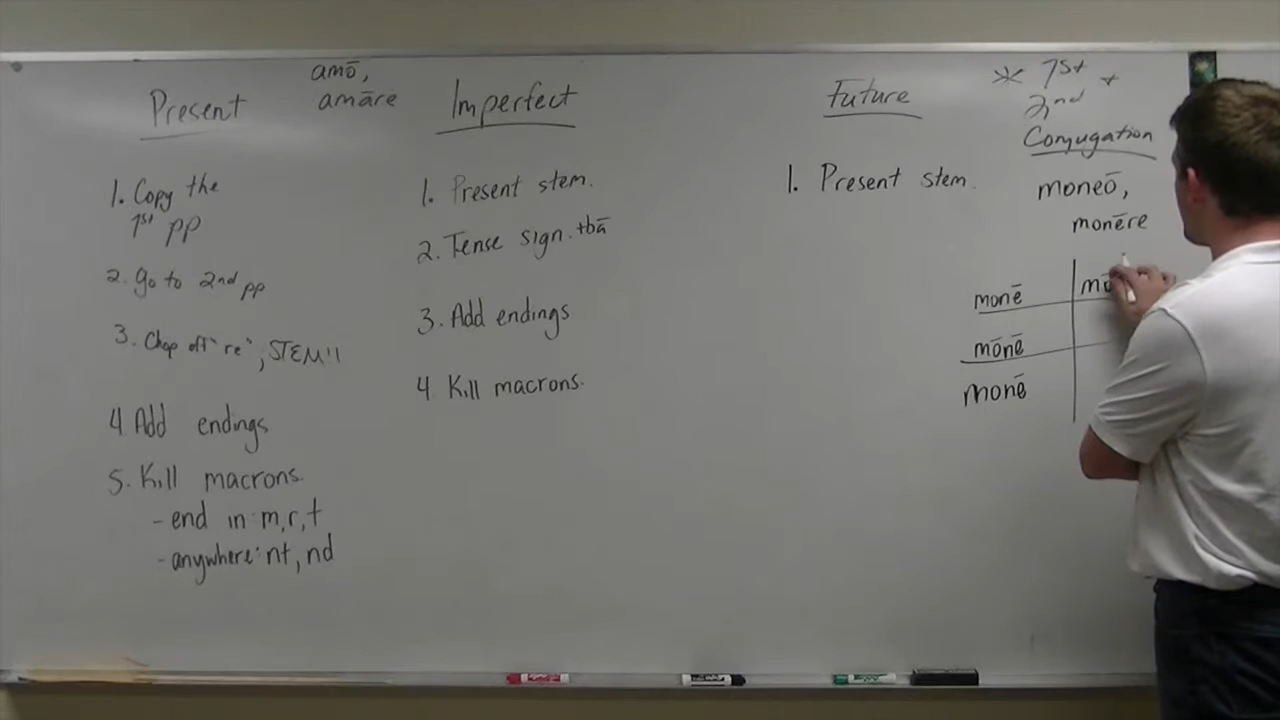 Present
amō,
amāre
1. Copy the
1st pp
2. Go to 2nd pp
3. Chop off "re", STEM!!
4 Add endings
5. Kill macrons.
- end in m, r, t
- anywhere: nt, nd
Imperfect
1. Present stem.
2. Tense sign. +bā
3. Add endings
4 Kill macrons.
Future
* 1st +
2nd
Conjugation
1. Present stem.
moneō,
monēre
monē
mōnē
monē